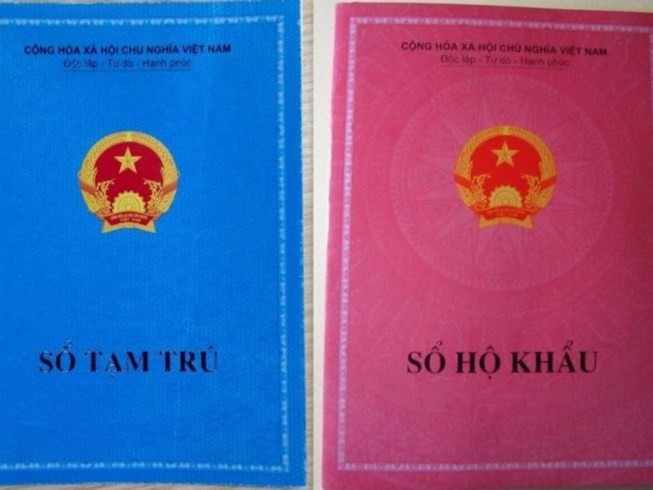 CỘNG HÒA XÃ HỘI CHỦ NGHĨA VIỆT NAM
Độc lập - Tự do - Hạnh phúc
SỔ TẠM TRÚ
CỘNG HÒA XÃ HỘI CHỦ NGHĨA VIỆT NAM
Độc lập - Tự do - Hạnh phúc
SỔ HỘ KHẨU